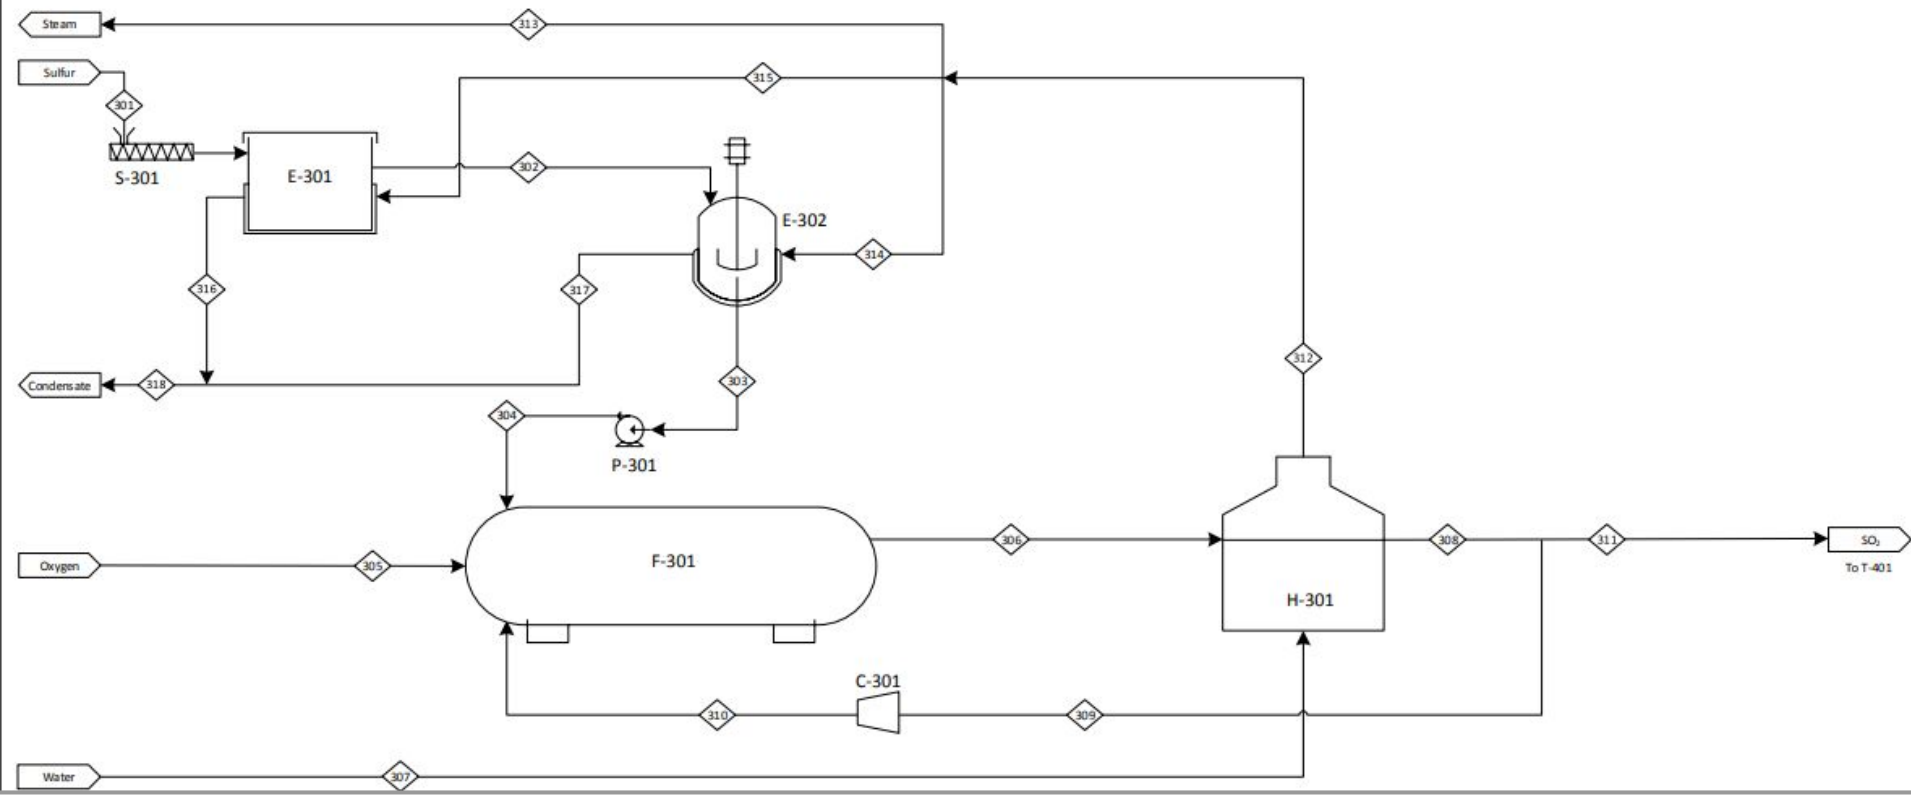 Steam
313
Sulfur
315
301
S-301
E-301
302
E-302
314
316
317
312
Condensate
318
303
304
P-301
306
308
311
SO₂
To T-401
Oxygen
305
F-301
H-301
C-301
310
309
Water
307